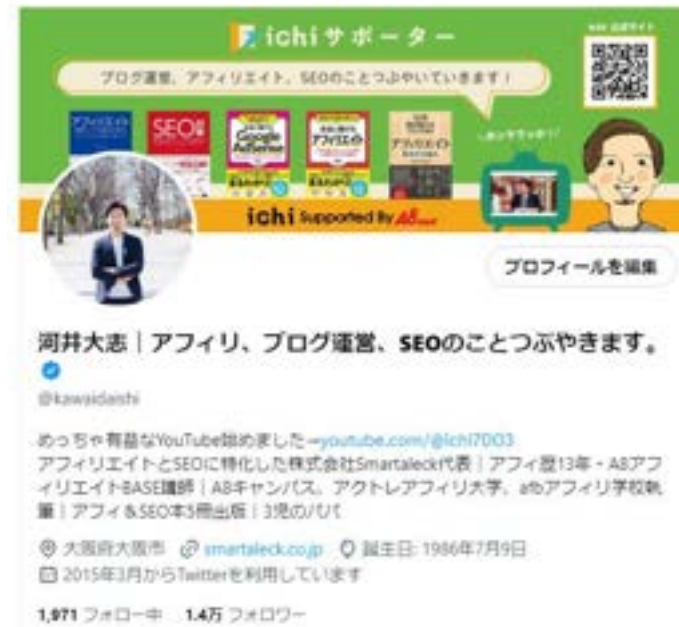 ichiサポーター
ブログ運営、アフィリエイト、SEOのことつぶやいていきます!
アフィリエイト
SEO
Google
AdSense
アフィリエイト
アフィリエイト
ichi Supported By A8.net
プロフィールを編集
河井大志｜アフィリ、ブログ運営、SEOのことつぶやきます。
@kawaidaishi
めっちゃ有益なYouTube始めました→youtube.com/@ichi7003
アフィリエイトとSEOに特化した株式会社Smartaleck代表｜アフィ歴13年・A8アフ
ィリエイトBASE講師｜A8キャンパス、アクトレアフィリ大学、afbアフィリ学校執
筆｜アフィ&SEO本5冊出版｜3児のパパ
大阪府大阪市 smartaleck.co.jp 誕生日: 1986年7月9日
2015年3月からTwitterを利用しています
1,971 フォロー中 1.4万 フォロワー